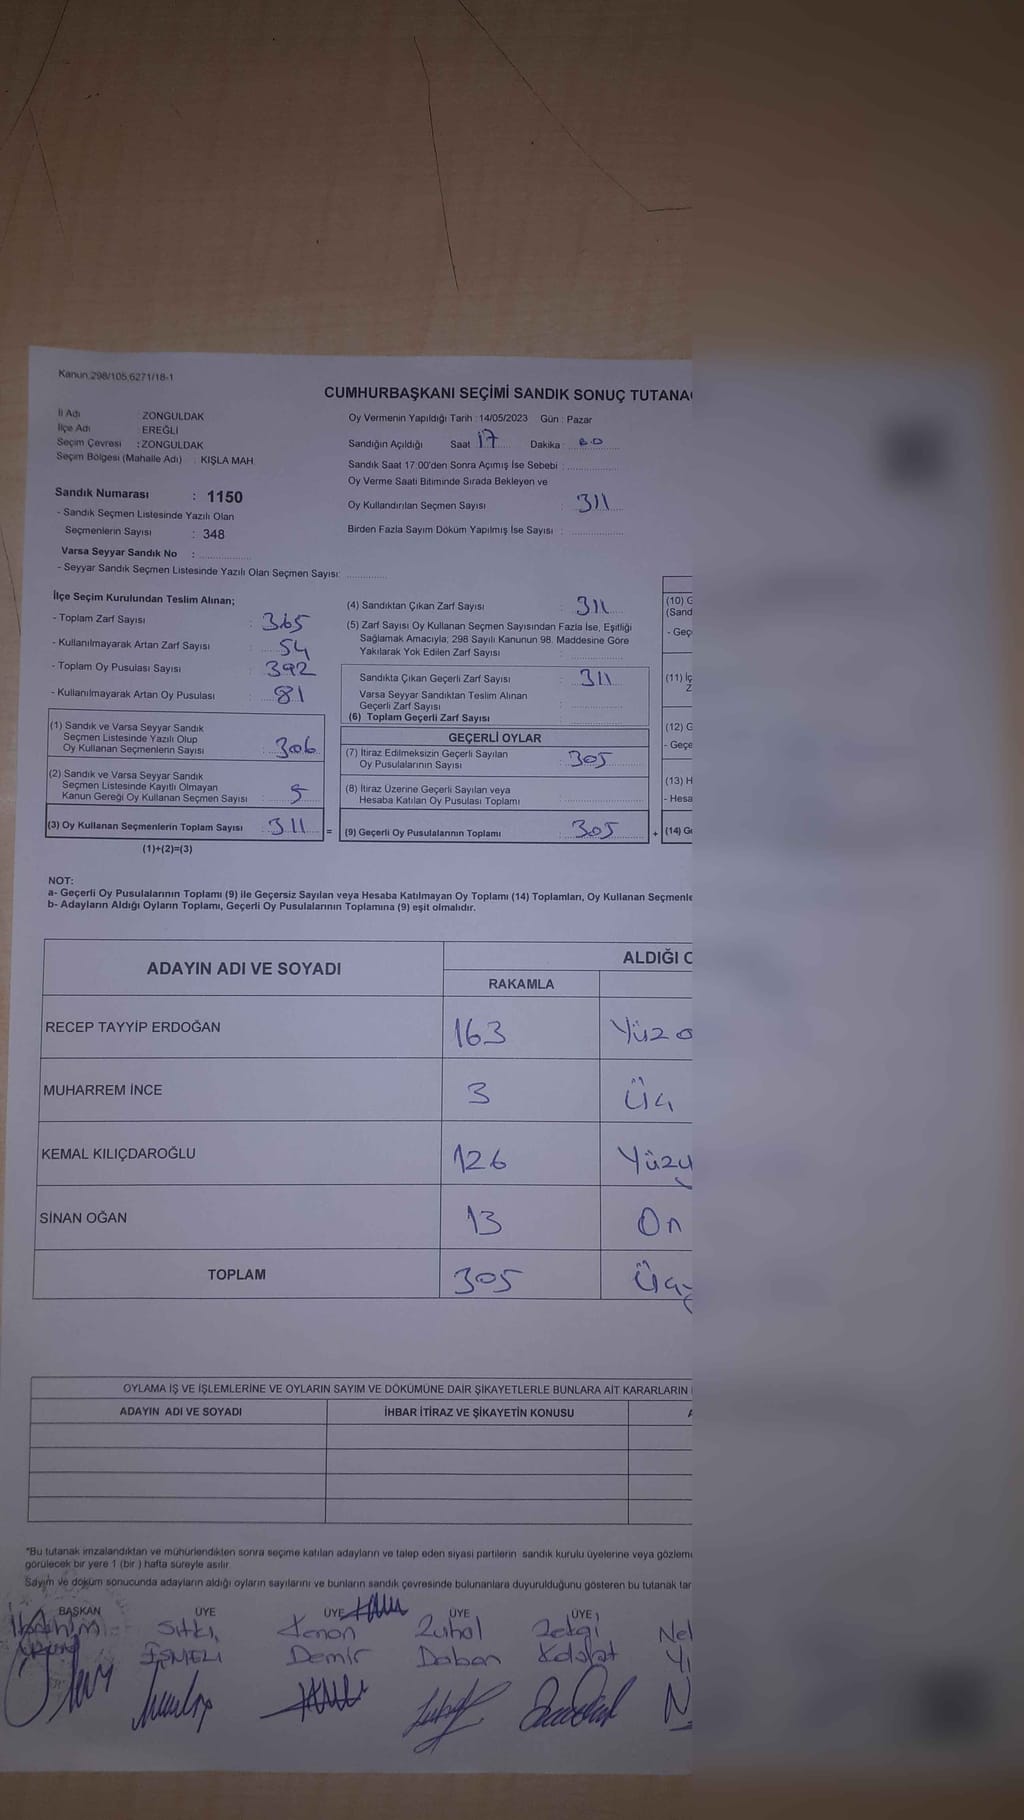 Kanun 298/105,6271/18-1
CUMHURBAŞKANI SEÇİMİ SANDIK SONUÇ TUTANA
İl Adı : ZONGULDAK
İlçe Adı : EREĞLİ
Seçim Çevresi : ZONGULDAK
Seçim Bölgesi (Mahalle Adı) : KIŞLA MAH.
Oy Vermenin Yapıldığı Tarih : 14/05/2023 Gün : Pazar
Sandığın Açıldığı Saat 17 Dakika :
Sandık Saat 17:00'den Sonra Açımış İse Sebebi :
Oy Verme Saati Bitiminde Sırada Bekleyen ve
Oy Kullandırılan Seçmen Sayısı : 311
Birden Fazla Sayım Döküm Yapılmış İse Sayısı :
Sandık Numarası : 1150
- Sandık Seçmen Listesinde Yazılı Olan
Seçmenlerin Sayısı : 348
Varsa Seyyar Sandık No :
- Seyyar Sandık Seçmen Listesinde Yazılı Olan Seçmen Sayısı:
İlçe Seçim Kurulundan Teslim Alınan;
- Toplam Zarf Sayısı : 365
- Kullanılmayarak Artan Zarf Sayısı : 54
- Toplam Oy Pusulası Sayısı : 392
- Kullanılmayarak Artan Oy Pusulası : 81
(1) Sandık ve Varsa Seyyar Sandık
Seçmen Listesinde Yazılı Olup
Oy Kullanan Seçmenlerin Sayısı : 306
(2) Sandık ve Varsa Seyyar Sandık
Seçmen Listesinde Kayıtlı Olmayan
Kanun Gereği Oy Kullanan Seçmen Sayısı : 5
(3) Oy Kullanan Seçmenlerin Toplam Sayısı : 311 =
(1)+(2)=(3)
(4) Sandıktan Çıkan Zarf Sayısı : 311
(5) Zarf Sayısı Oy Kullanan Seçmen Sayısından Fazla İse, Eşitliği
Sağlamak Amacıyla; 298 Sayılı Kanunun 98. Maddesine Göre
Yakılarak Yok Edilen Zarf Sayısı :
Sandıkta Çıkan Geçerli Zarf Sayısı : 311
Varsa Seyyar Sandıktan Teslim Alınan
Geçerli Zarf Sayısı :
(6) Toplam Geçerli Zarf Sayısı :
GEÇERLİ OYLAR
(7) İtiraz Edilmeksizin Geçerli Sayılan
Oy Pusulalarının Sayısı : 305
(8) İtiraz Üzerine Geçerli Sayılan veya
Hesaba Katılan Oy Pusulası Toplamı :
(9) Geçerli Oy Pusulalarının Toplamı : 305 +
(10) G
(Sand
- Geç
(11) İç
Z
(12) G
- Geçe
(13) H
- Hesa
(14) Ge
NOT:
a- Geçerli Oy Pusulalarının Toplamı (9) ile Geçersiz Sayılan veya Hesaba Katılmayan Oy Toplamı (14) Toplamları, Oy Kullanan Seçmenle
b- Adayların Aldığı Oyların Toplamı, Geçerli Oy Pusulalarının Toplamına (9) eşit olmalıdır.
ADAYIN ADI VE SOYADI ALDIĞI O
RAKAMLA
RECEP TAYYİP ERDOĞAN 163 Yüz
MUHARREM İNCE 3 Üç
KEMAL KILIÇDAROĞLU 126 Yüzy
SİNAN OĞAN 13 On
TOPLAM 305 Üç
OYLAMA İŞ VE İŞLEMLERİNE VE OYLARIN SAYIM VE DÖKÜMÜNE DAİR ŞİKAYETLERLE BUNLARA AİT KARARLARIN
ADAYIN ADI VE SOYADI İHBAR İTİRAZ VE ŞİKAYETİN KONUSU
*Bu tutanak imzalandıktan ve mühürlendikten sonra seçime katılan adayların ve talep eden siyasi partilerin sandık kurulu üyelerine veya gözlem
görülecek bir yere 1 (bir ) hafta süreyle asılır.
Sayım ve döküm sonucunda adayların aldığı oyların sayılarını ve bunların sandık çevresinde bulunanlara duyurulduğunu gösteren bu tutanak tar
BAŞKAN ÜYE ÜYE ÜYE ÜYE
İbrahim Sıtkı Kenan Zuhal Nel
Demir Daban